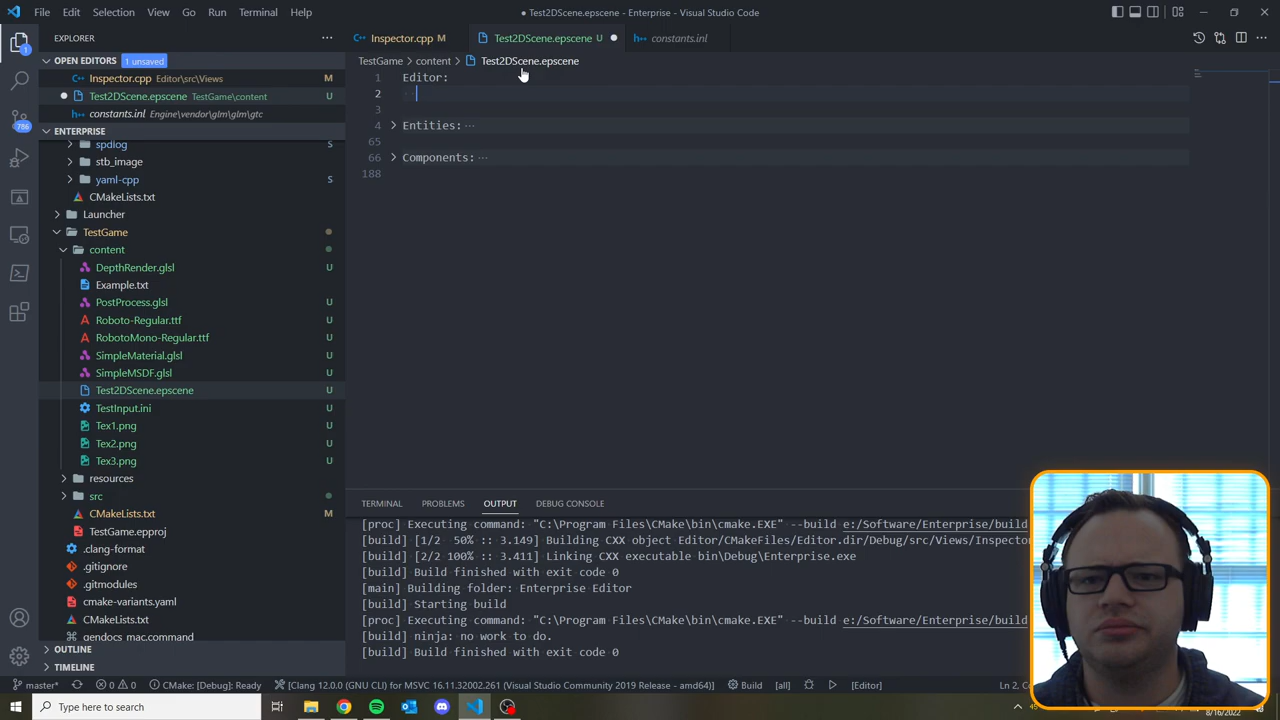 File Edit Selection View Go Run Terminal Help
● Test2DScene.epscene - Enterprise - Visual Studio Code
EXPLORER
Inspector.cpp M
Test2DScene.epscene U
constants.inl
OPEN EDITORS 1 unsaved
TestGame > content > Test2DScene.epscene
Inspector.cpp Editor\src\Views M
Test2DScene.epscene TestGame\content U
constants.inl Engine\vendor\glm\glm\gtc
1 Editor:
2
3
4 Entities: ...
65
66 Components: ...
188
1
786
ENTERPRISE
spdlog S
stb_image
yaml-cpp S
CMakeLists.txt
Launcher
TestGame
content
DepthRender.glsl U
Example.txt
PostProcess.glsl U
Roboto-Regular.ttf U
RobotoMono-Regular.ttf U
SimpleMaterial.glsl U
SimpleMSDF.glsl U
Test2DScene.epscene U
TestInput.ini U
Tex1.png U
Tex2.png U
Tex3.png U
resources
src
CMakeLists.txt M
TestGame.epproj
.clang-format
.gitignore
.gitmodules
cmake-variants.yaml
CMakeLists.txt
gendocs_mac.command
OUTLINE
TIMELINE
TERMINAL PROBLEMS OUTPUT DEBUG CONSOLE
[proc] Executing command: "C:\Program Files\CMake\bin\cmake.EXE" --build e:/Software/Enterprise/build
[build] [1/2 50% :: 3.149] Building CXX object Editor/CMakeFiles/Editor.dir/Debug/src/Views/Inspecto
[build] [2/2 100% :: 3.411] Linking CXX executable bin\Debug\Enterprise.exe
[build] Build finished with exit code 0
[main] Building folder: Enterprise Editor
[build] Starting build
[proc] Executing command: "C:\Program Files\CMake\bin\cmake.EXE" --build e:/Software/Enterprise/build
[build] ninja: no work to do.
[build] Build finished with exit code 0
master* 0 0 CMake: [Debug]: Ready [Clang 12.0.0 (GNU CLI) for MSVC 16.11.32002.261 (Visual Studio Community 2019 Release - amd64)] Build [all] [Editor] Ln 2,
Type here to search
8/16/2022